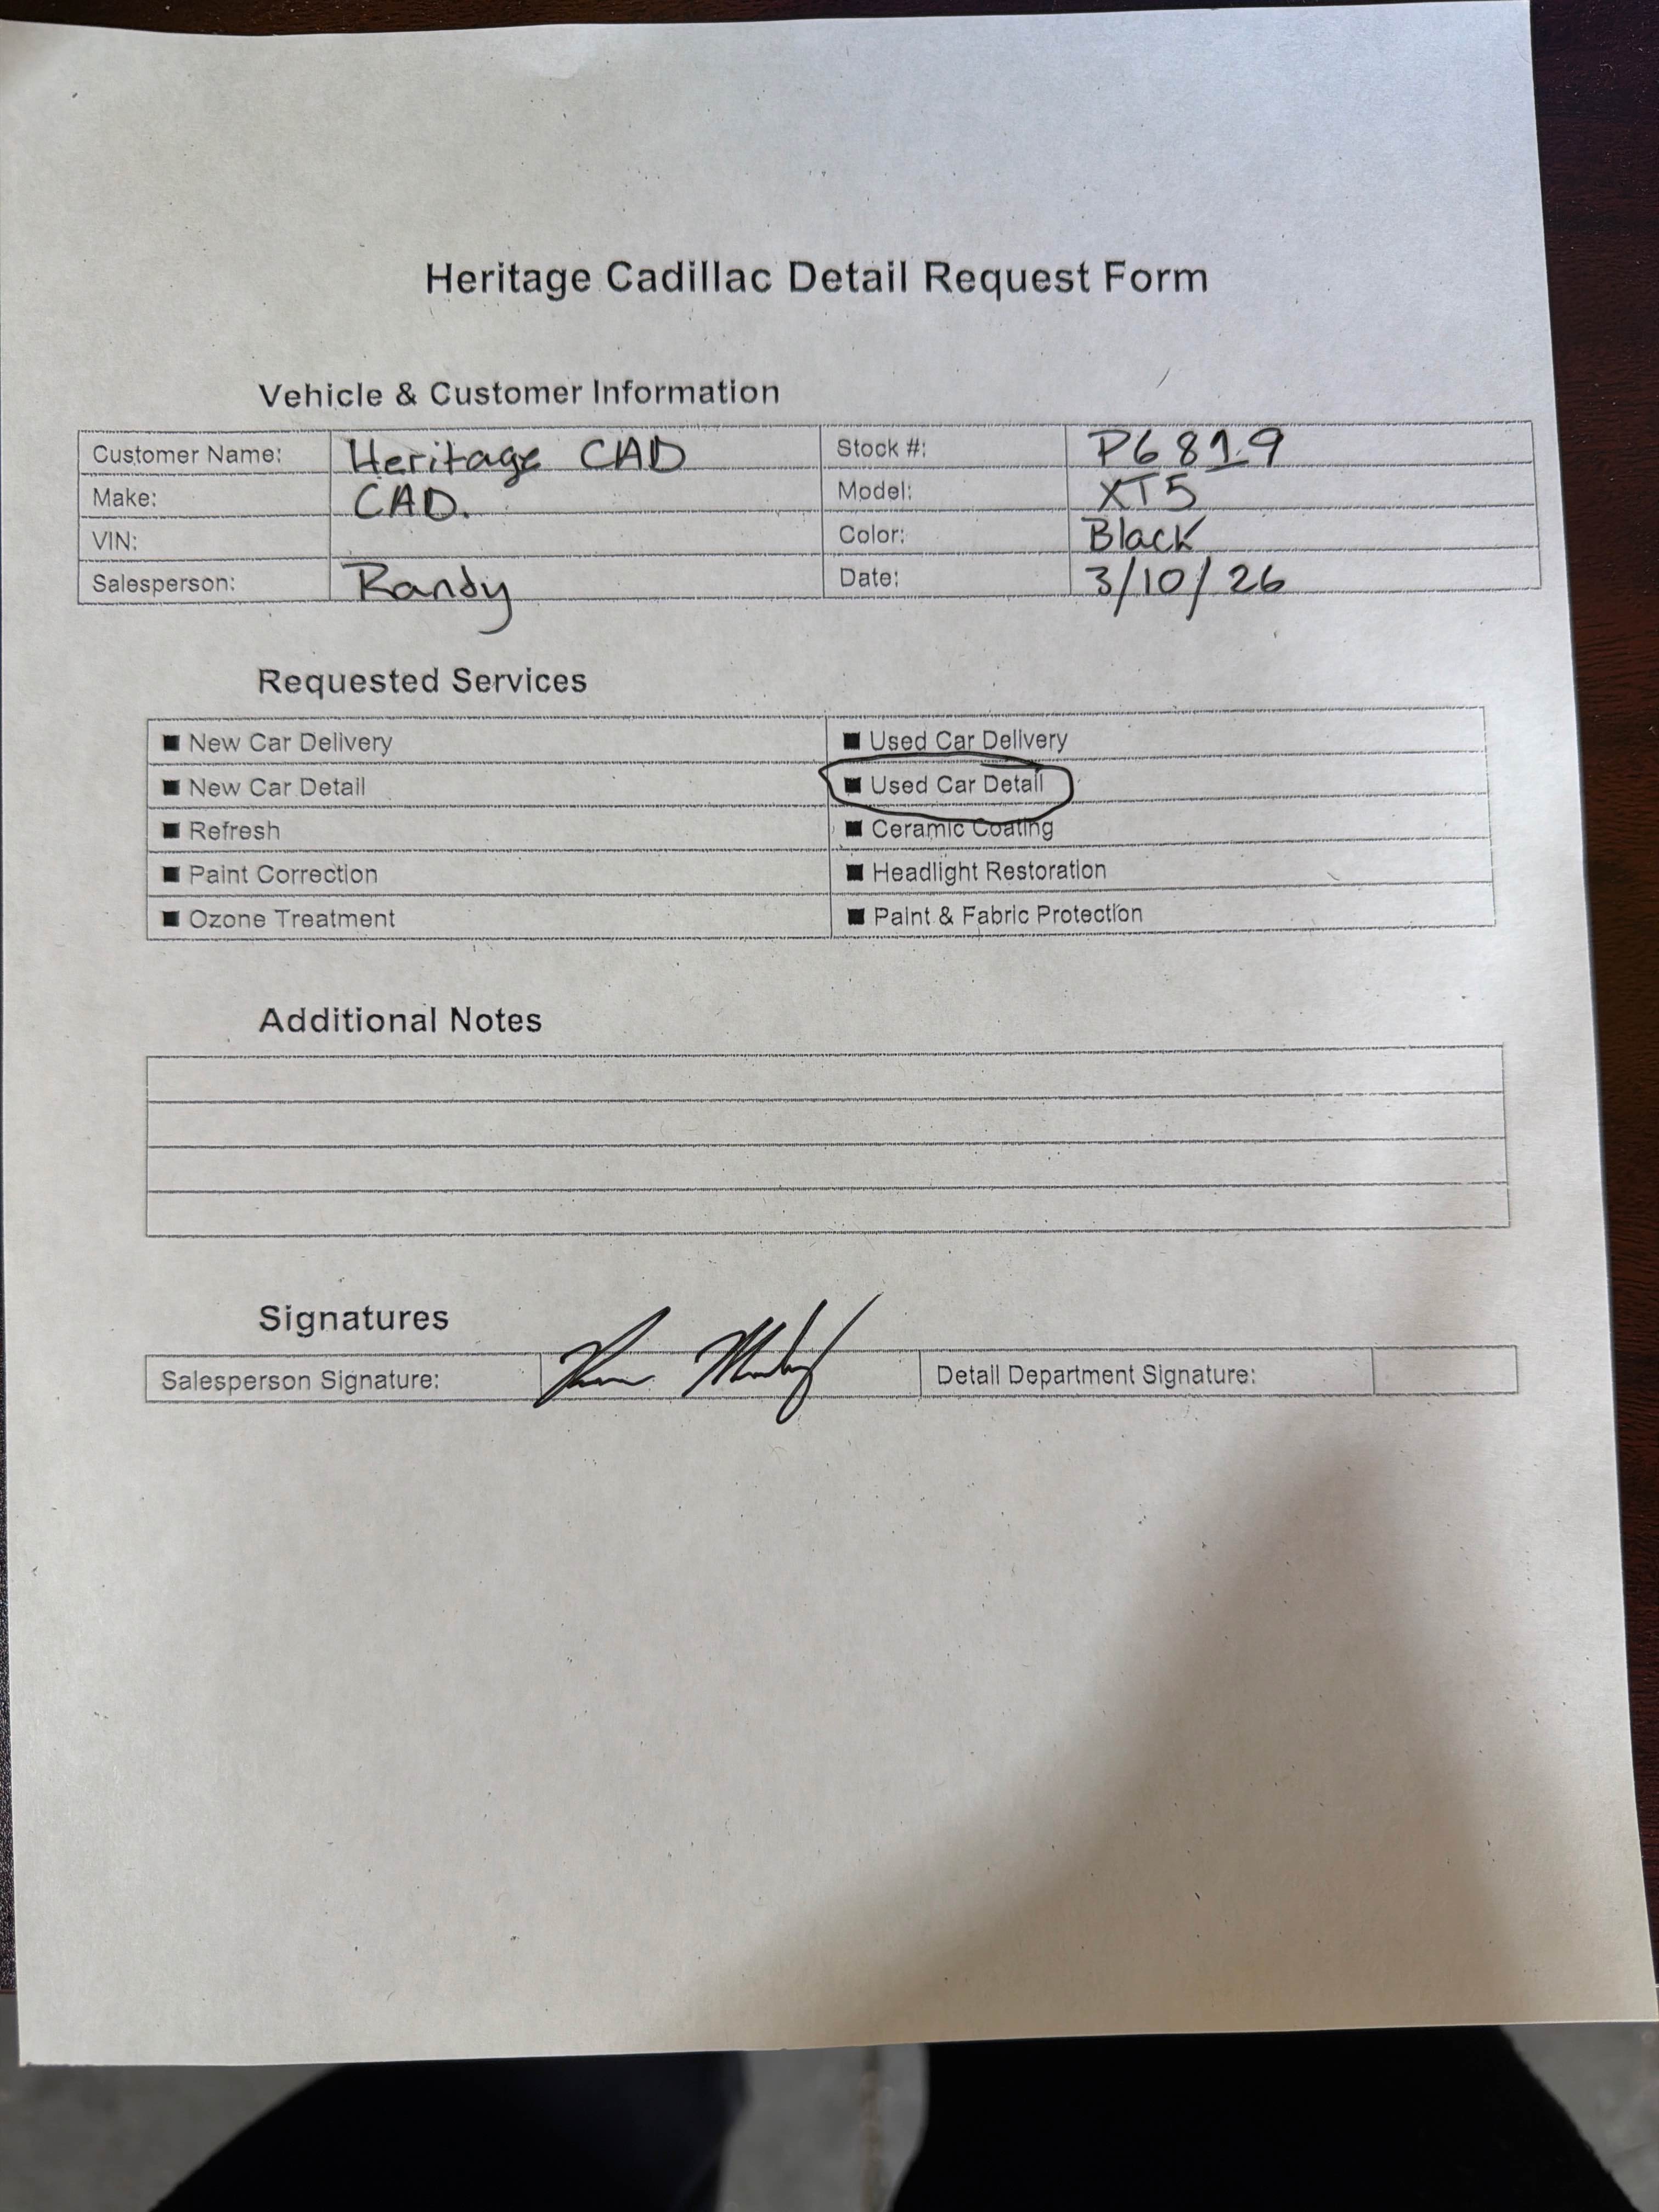 Heritage Cadillac Detail Request Form
Vehicle & Customer Information
Customer Name: Heritage CAD Stock #: P6819
Make: CAD. Model: XT5
VIN: Color: Black
Salesperson: Randy Date: 3/10/26
Requested Services
■ New Car Delivery ■ Used Car Delivery
■ New Car Detail ■ Used Car Detail
■ Refresh ■ Ceramic Coating
■ Paint Correction ■ Headlight Restoration
■ Ozone Treatment ■ Paint & Fabric Protection
Additional Notes
Signatures
Salesperson Signature: Detail Department Signature: